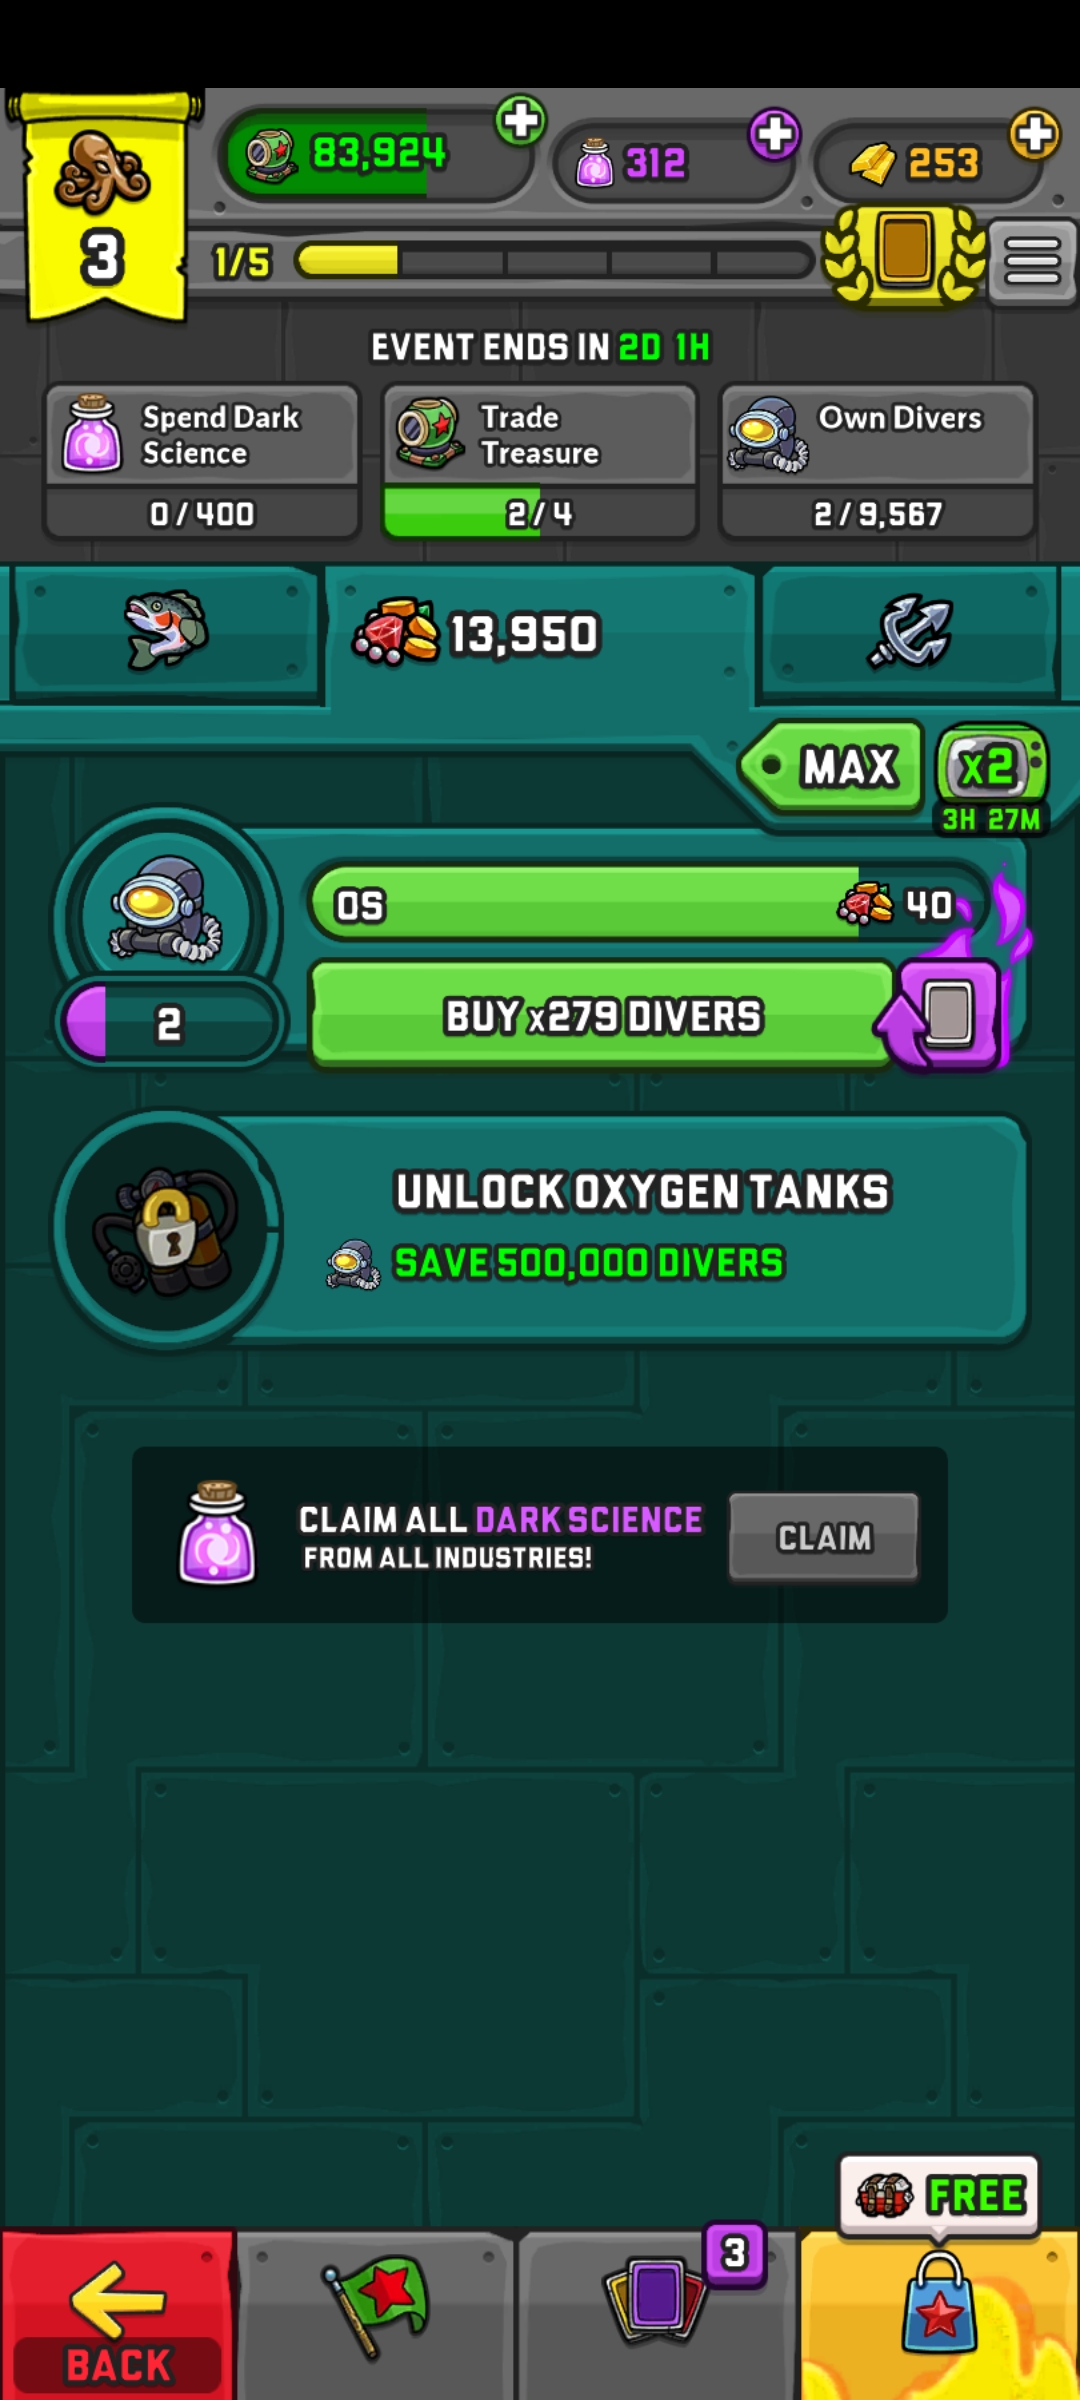 83,924
312
253
3
1/5
EVENT ENDS IN 2D 1H
Spend Dark
Science
0/400
Trade
Treasure
2/4
Own Divers
2/9,567
13,950
MAX
x2
3H 27M
0S
40
2
BUY x279 DIVERS
UNLOCK OXYGEN TANKS
SAVE 500,000 DIVERS
CLAIM ALL DARK SCIENCE
FROM ALL INDUSTRIES!
CLAIM
FREE
3
BACK